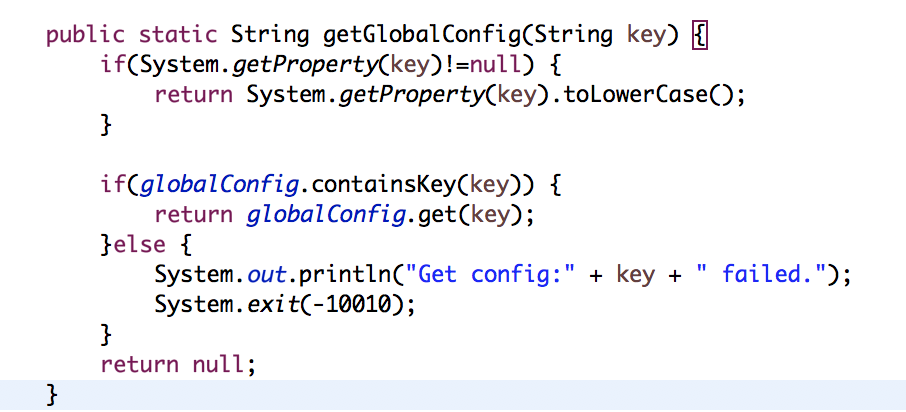 public static String getGlobalConfig(String key) {
if(System.getProperty(key)!=null) {
return System.getProperty(key).toLowerCase();
}
if(globalConfig.containsKey(key)) {
return globalConfig.get(key);
}else {
System.out.println("Get config:" + key + " failed.");
System.exit(-10010);
}
return null;
}